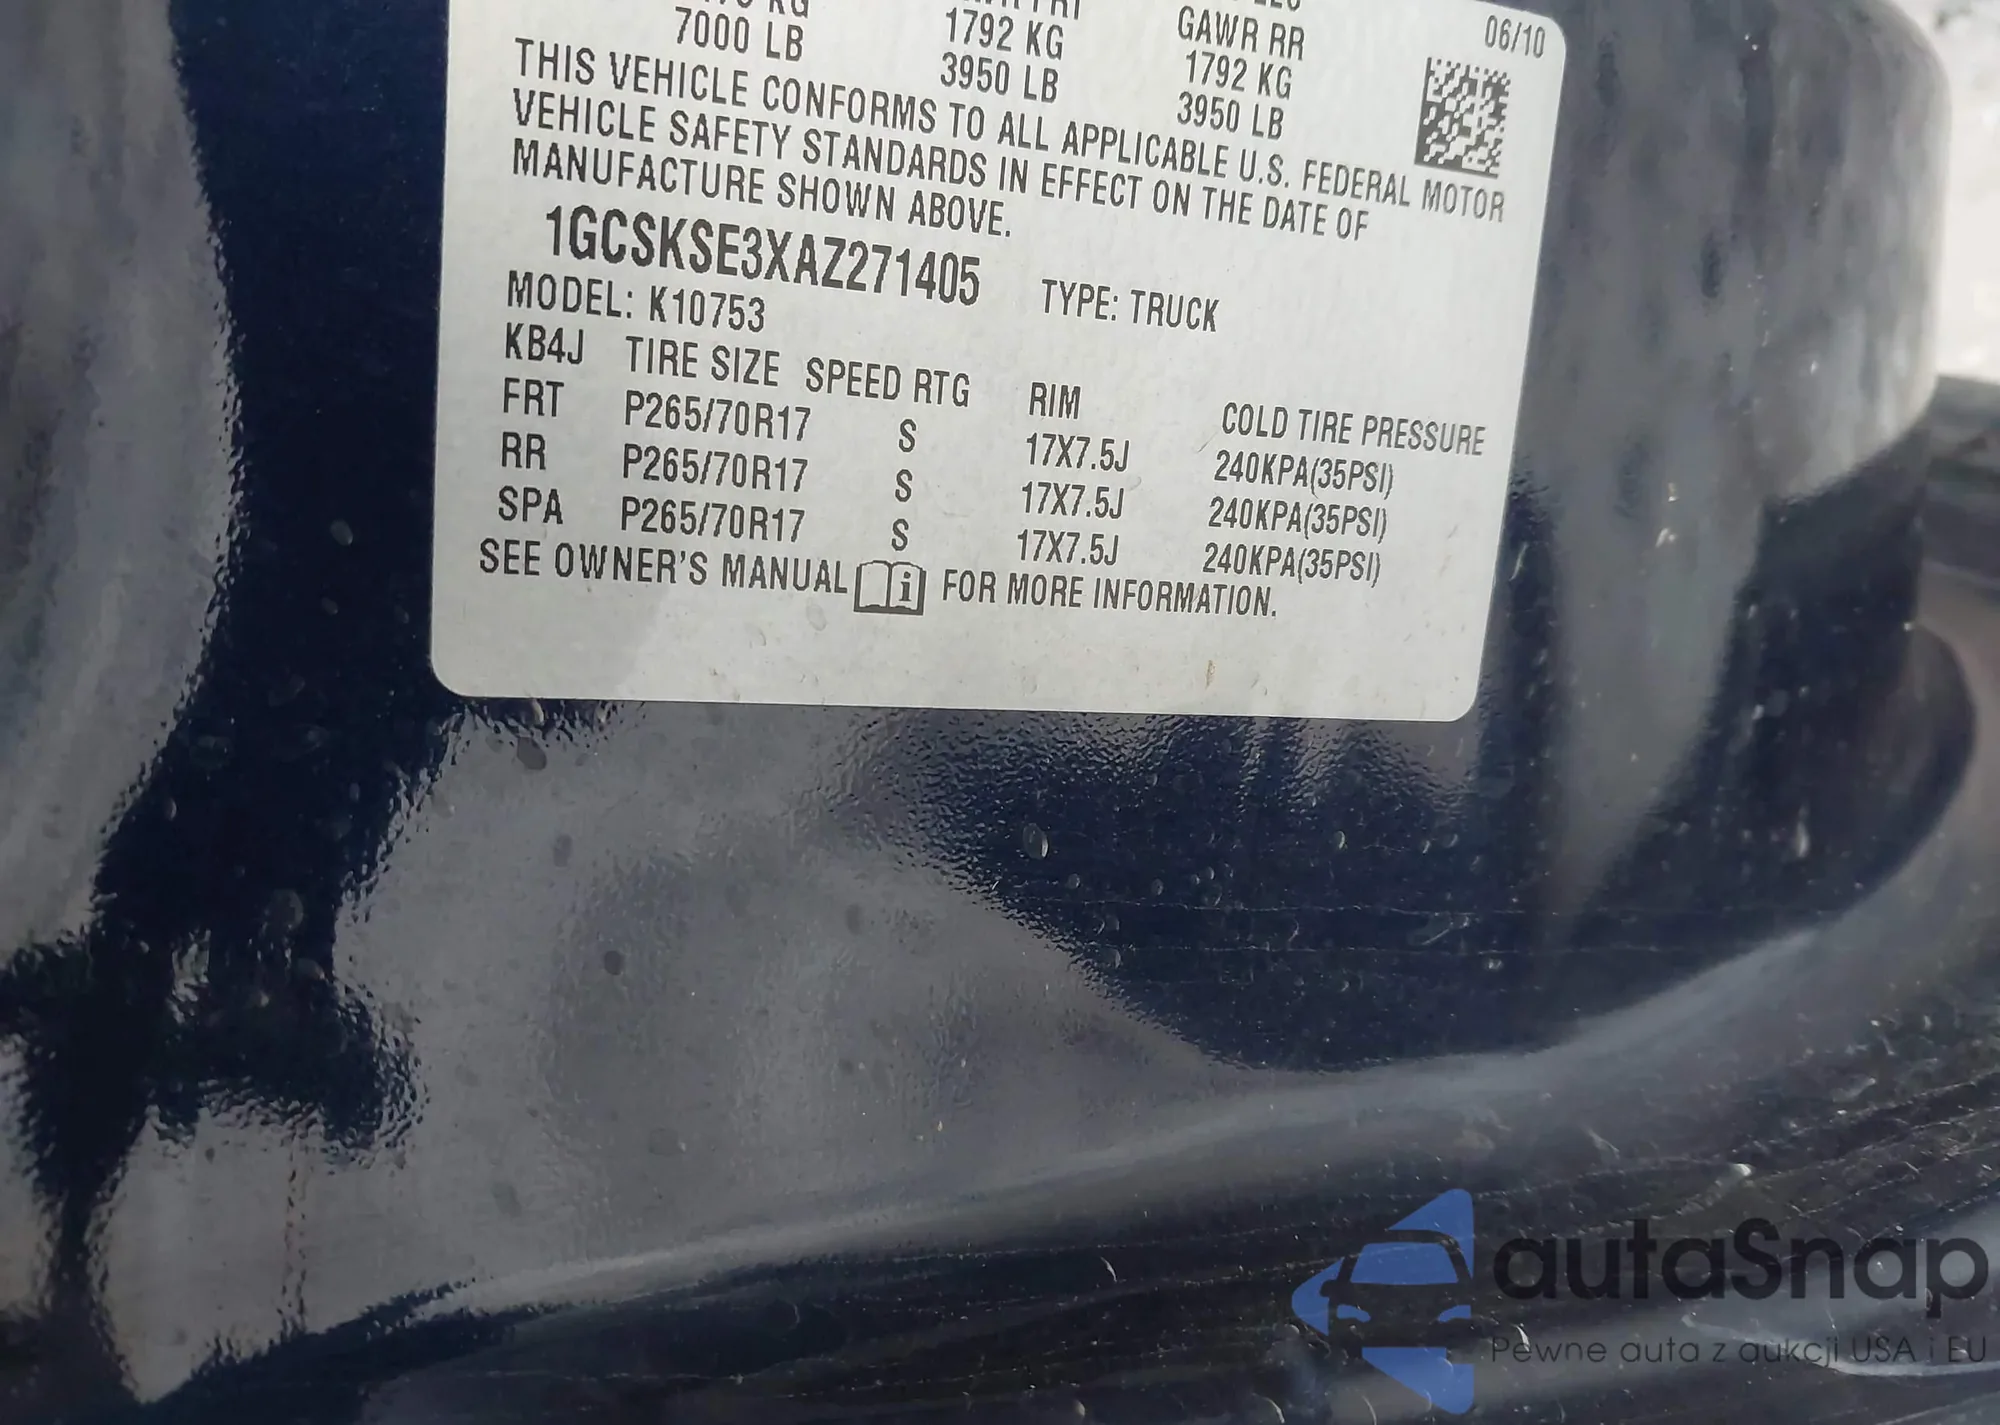 7000 LB 1792 KG GAWR RR 06/10
3950 LB 1792 KG
3950 LB
THIS VEHICLE CONFORMS TO ALL APPLICABLE U.S. FEDERAL MOTOR
VEHICLE SAFETY STANDARDS IN EFFECT ON THE DATE OF
MANUFACTURE SHOWN ABOVE.
1GCSKSE3XAZ271405 TYPE: TRUCK
MODEL: K10753
KB4J TIRE SIZE SPEED RTG RIM COLD TIRE PRESSURE
FRT P265/70R17 S 17X7.5J 240KPA(35PSI)
RR P265/70R17 S 17X7.5J 240KPA(35PSI)
SPA P265/70R17 S 17X7.5J 240KPA(35PSI)
SEE OWNER'S MANUAL i FOR MORE INFORMATION.
autaSnap
Pewne auta z aukcji USA i EU